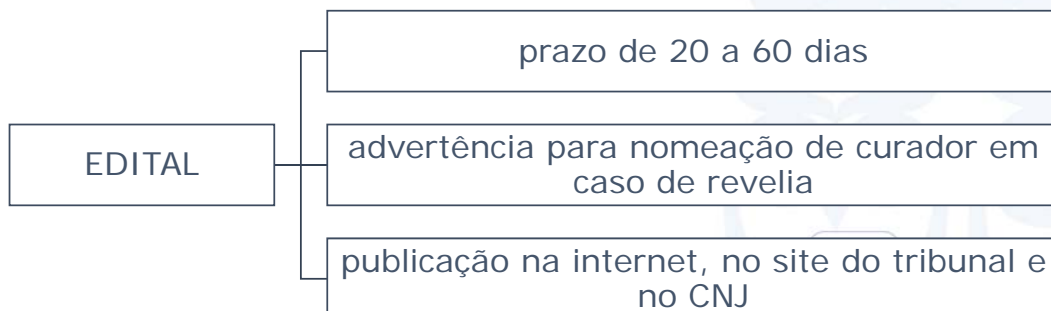 prazo de 20 a 60 dias
EDITAL
advertência para nomeação de curador em
caso de revelia
publicação na internet, no site do tribunal e
no CNJ